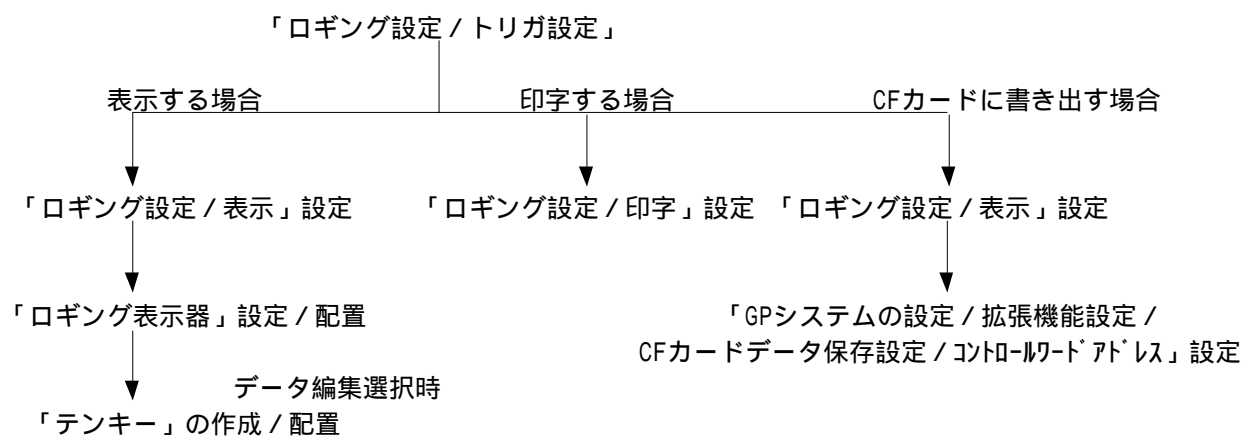 「ロギング設定/トリガ設定」
表示する場合
印字する場合
CFカードに書き出す場合
「ロギング設定/表示」設定
「ロギング設定/印字」設定
「ロギング設定/表示」設定
「ロギング表示器」設定/配置
「GPシステムの設定/拡張機能設定/
CFカードデータ保存設定/コントロールワードアドレス」設定
データ編集選択時
「テンキー」の作成/配置